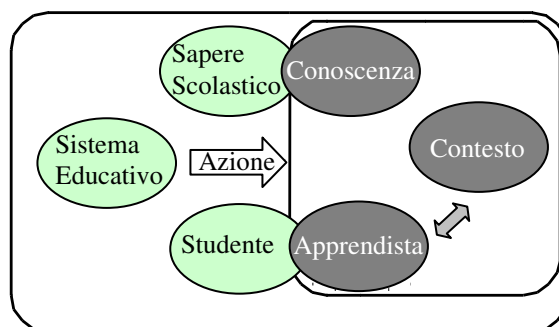 Sapere
Scolastico
Conoscenza
Sistema
Educativo
Azione
Contesto
Studente
Apprendista